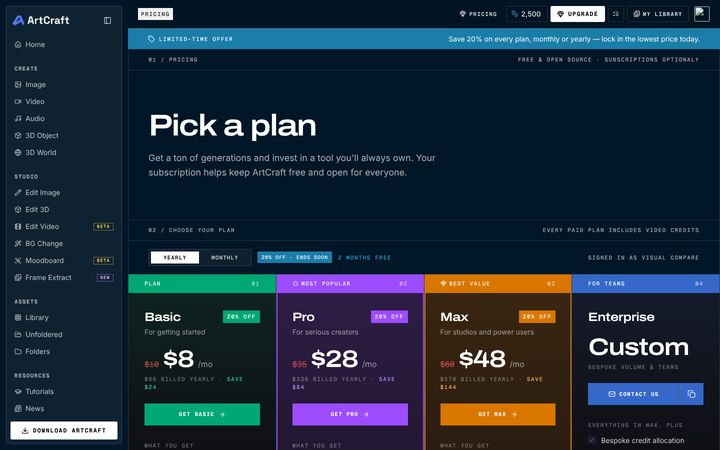 ArtCraft
Home
CREATE
Image
Video
Audio
3D Object
3D World
STUDIO
Edit Image
Edit 3D
Edit Video BETA
BG Change
Moodboard BETA
Frame Extract NEW
ASSETS
Library
Unfoldered
Folders
RESOURCES
Tutorials
News
DOWNLOAD ARTCRAFT
PRICING
PRICING 2,500 UPGRADE MY LIBRARY
LIMITED-TIME OFFER Save 20% on every plan, monthly or yearly — lock in the lowest price today.
01 / PRICING FREE & OPEN SOURCE · SUBSCRIPTIONS OPTIONAL↑
Pick a plan
Get a ton of generations and invest in a tool you'll always own. Your
subscription helps keep ArtCraft free and open for everyone.
02 / CHOOSE YOUR PLAN EVERY PAID PLAN INCLUDES VIDEO CREDITS
YEARLY MONTHLY 20% OFF · ENDS SOON 2 MONTHS FREE SIGNED IN AS VISUAL COMPARE
PLAN 01
Basic 20% OFF
For getting started
$10 $8 /mo
$96 BILLED YEARLY · SAVE
$24
GET BASIC →
WHAT YOU GET
MOST POPULAR 02
Pro 20% OFF
For serious creators
$35 $28 /mo
$336 BILLED YEARLY · SAVE
$84
GET PRO →
WHAT YOU GET
BEST VALUE 03
Max 20% OFF
For studios and power users
$60 $48 /mo
$576 BILLED YEARLY · SAVE
$144
GET MAX →
WHAT YOU GET
FOR TEAMS 04
Enterprise
Custom
BESPOKE VOLUME & TERMS
CONTACT US
EVERYTHING IN MAX, PLUS
Bespoke credit allocation